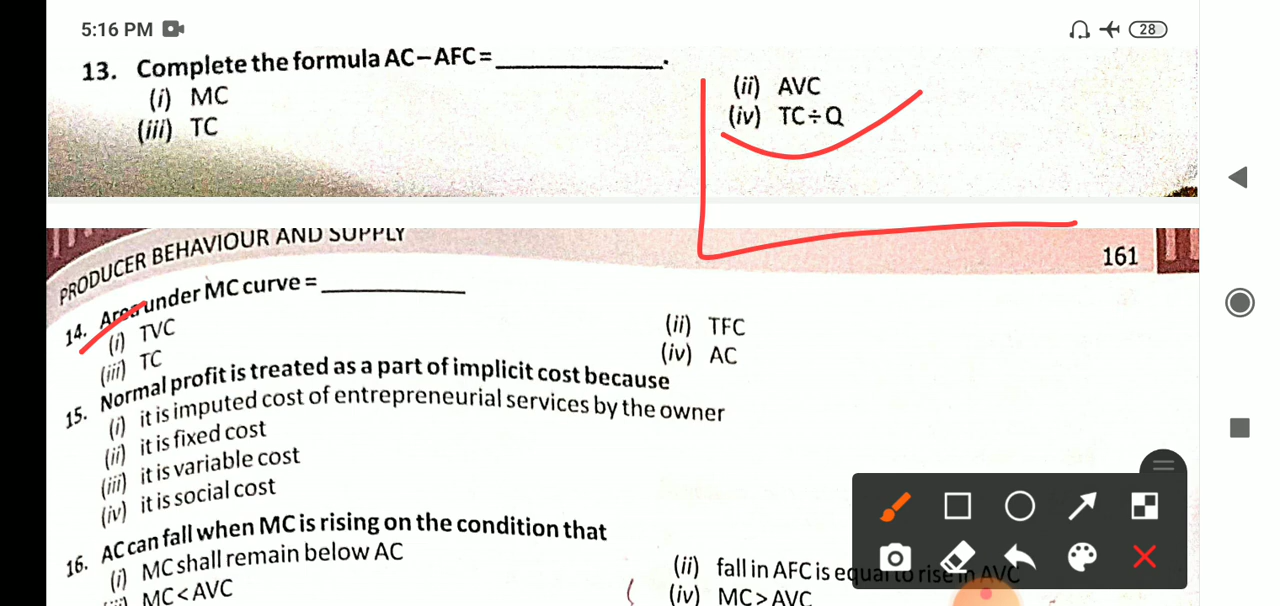 5:16 PM
28
13. Complete the formula AC–AFC=____________.
(i) MC
(ii) AVC
(iii) TC
(iv) TC÷Q
PRODUCER BEHAVIOUR AND SUPPLY
161
14. Area under MC curve = ____________
(i) TVC
(ii) TFC
(iii) TC
(iv) AC
15. Normal profit is treated as a part of implicit cost because
(i) it is imputed cost of entrepreneurial services by the owner
(ii) it is fixed cost
(iii) it is variable cost
(iv) it is social cost
16. AC can fall when MC is rising on the condition that
(i) MC shall remain below AC
(ii) fall in AFC is equal to rise in AVC
MC<AVC
(iv) MC>AVC